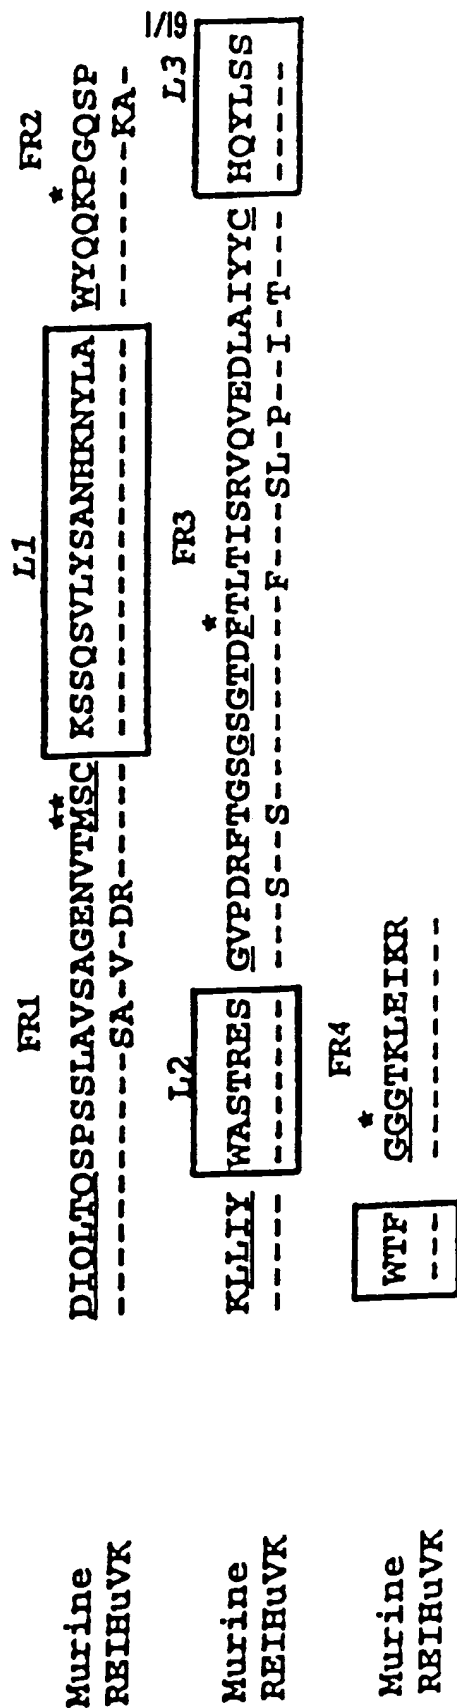 1/19
FR1 L1 FR2
** *
Murine DIQLTQSPSSLAVSAGENVTMSC KSSQSVLYSANHKNYLA WYQQKPGQSP
REIHuVK -----------SA-V-DR----- ----------------- -------KA-
L2 FR3 L3
*
Murine KLLIY WASTRES GVPDRFTGSGSGTDFTLTISRVQVEDLAIYYC HQYLSS
REIHuVK ----- ------- ---S--S---------F---SL-P--I-T--- ------
FR4
*
Murine WTF GGGTKLEIKR
REIHuVK --- ----------